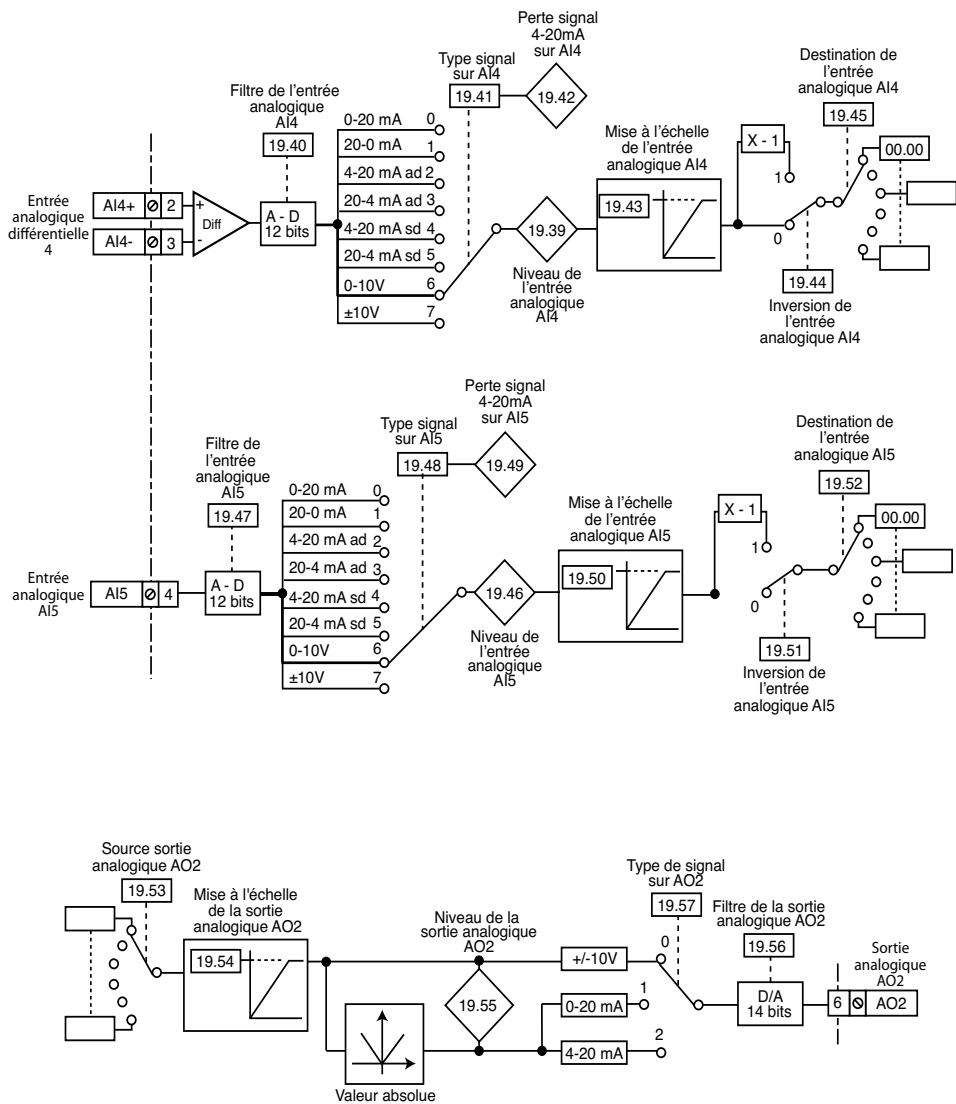 Perte signal
4-20mA
sur AI4
Type signal
sur AI4
19.41
19.42
Destination de
l'entrée
analogique AI4
19.45
Filtre de l'entrée
analogique
AI4
19.40
0-20 mA 0
20-0 mA 1
4-20 mA ad 2
20-4 mA ad 3
4-20 mA sd 4
20-4 mA sd 5
0-10V 6
±10V 7
Mise à l'échelle
de l'entrée
analogique AI4
19.43
X - 1
1
0
00.00
Entrée
analogique
différentielle
4
AI4+ 2
AI4- 3
+
-
Diff
A - D
12 bits
19.39
Niveau de
l'entrée
analogique
AI4
19.44
Inversion de
l'entrée
analogique AI4
Perte signal
4-20mA
sur AI5
Type signal
sur AI5
19.48
19.49
Destination de
l'entrée
analogique AI5
19.52
Filtre de
l'entrée
analogique
AI5
19.47
0-20 mA 0
20-0 mA 1
4-20 mA ad 2
20-4 mA ad 3
4-20 mA sd 4
20-4 mA sd 5
0-10V 6
±10V 7
Mise à l'échelle
de l'entrée
analogique AI5
19.50
X - 1
1
0
00.00
Entrée
analogique
AI5
AI5 4
A - D
12 bits
19.46
Niveau de
l'entrée
analogique
AI5
19.51
Inversion de
l'entrée
analogique AI5
Source sortie
analogique AO2
19.53
Mise à l'échelle
de la sortie
analogique AO2
19.54
Niveau de la
sortie analogique
AO2
19.55
Valeur absolue
+/-10V
0-20 mA
4-20 mA
0
1
2
Type de signal
sur AO2
19.57
Filtre de la sortie
analogique AO2
19.56
D/A
14 bits
Sortie
analogique
AO2
6 AO2